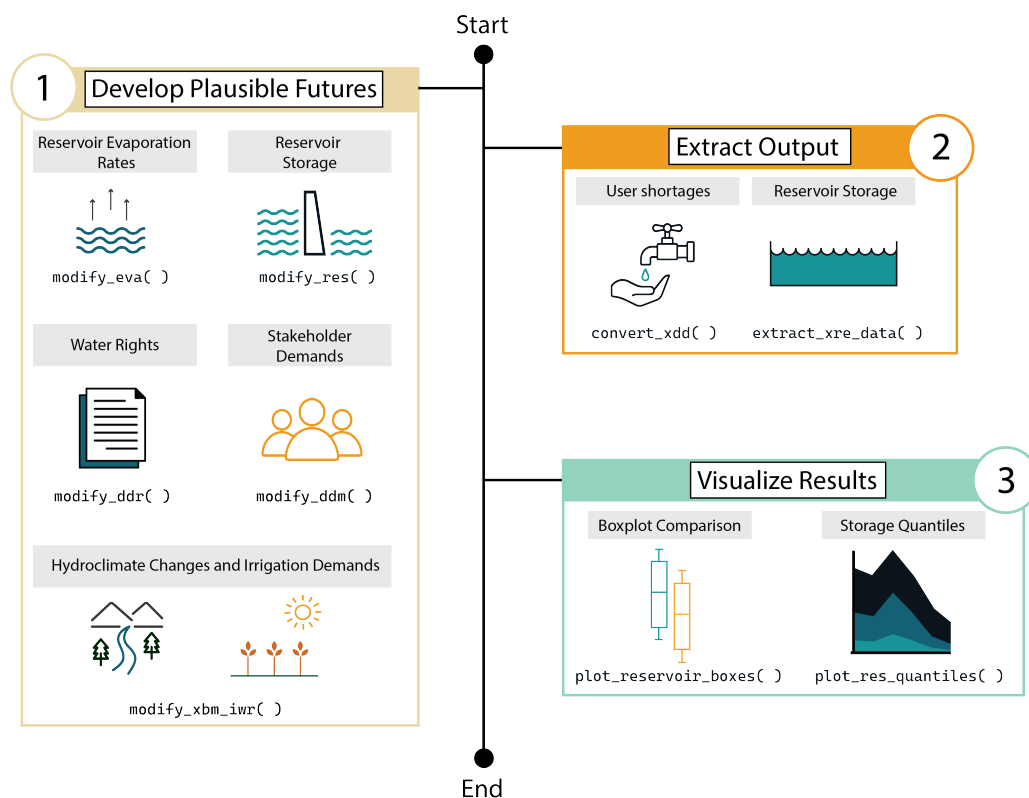 Start
1
Develop Plausible Futures
Reservoir Evaporation
Rates
modify_eva( )
Reservoir
Storage
modify_res( )
Water Rights
modify_ddr( )
Stakeholder
Demands
modify_ddm( )
Hydroclimate Changes and Irrigation Demands
modify_xbm_iwr( )
Extract Output
2
User shortages
convert_xdd( )
Reservoir Storage
extract_xre_data( )
Visualize Results
3
Boxplot Comparison
plot_reservoir_boxes( )
Storage Quantiles
plot_res_quantiles( )
End